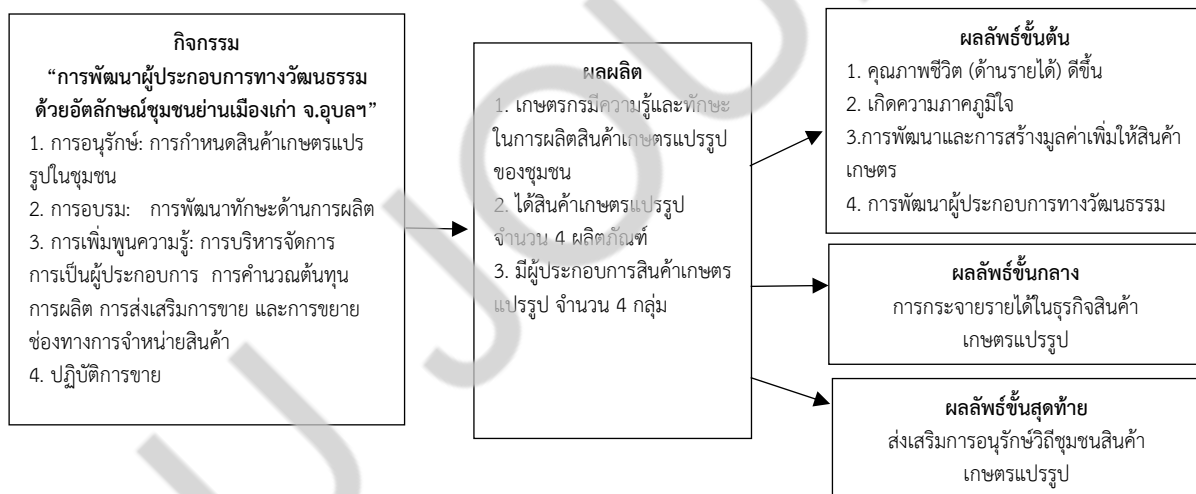 กิจกรรม
“การพัฒนาผู้ประกอบการทางวัฒนธรรม
ด้วยอัตลักษณ์ชุมชนย่านเมืองเก่า จ.อุบลฯ”
1. การอนุรักษ์: การกำหนดสินค้าเกษตรแปร
รูปในชุมชน
2. การอบรม: การพัฒนาทักษะด้านการผลิต
3. การเพิ่มพูนความรู้: การบริหารจัดการ
การเป็นผู้ประกอบการ การคำนวณต้นทุน
การผลิต การส่งเสริมการขาย และการขยาย
ช่องทางการจำหน่ายสินค้า
4. ปฏิบัติการขาย
ผลผลิต
1. เกษตรกรมีความรู้และทักษะ
ในการผลิตสินค้าเกษตรแปรรูป
ของชุมชน
2. ได้สินค้าเกษตรแปรรูป
จำนวน 4 ผลิตภัณฑ์
3. มีผู้ประกอบการสินค้าเกษตร
แปรรูป จำนวน 4 กลุ่ม
ผลลัพธ์ขั้นต้น
1. คุณภาพชีวิต (ด้านรายได้) ดีขึ้น
2. เกิดความภาคภูมิใจ
3.การพัฒนาและการสร้างมูลค่าเพิ่มให้สินค้า
เกษตร
4. การพัฒนาผู้ประกอบการทางวัฒนธรรม
ผลลัพธ์ขั้นกลาง
การกระจายรายได้ในธุรกิจสินค้า
เกษตรแปรรูป
ผลลัพธ์ขั้นสุดท้าย
ส่งเสริมการอนุรักษ์วิถีชุมชนสินค้า
เกษตรแปรรูป